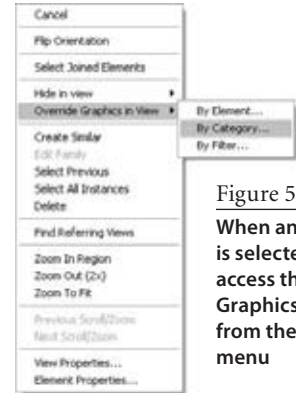 Cancel
Flip Orientation
Select Joined Elements
Hide in view
Override Graphics in View
By Element...
By Category...
By Filter...
Create Similar
Edit Family
Select Previous
Select All Instances
Delete
Find Referring Views
Zoom In Region
Zoom Out (2x)
Zoom To Fit
Previous Scroll/Zoom
Next Scroll/Zoom
View Properties...
Element Properties...
Figure 5
When an
is selecte
access th
Graphics
from the
menu